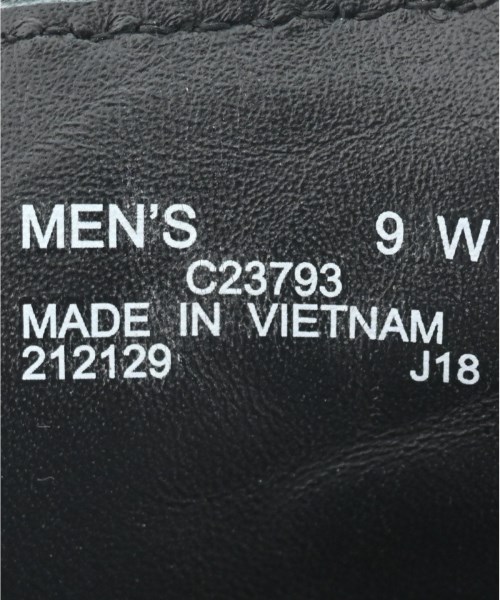 MEN'S 9 W
C23793
MADE IN VIETNAM
212129 J18